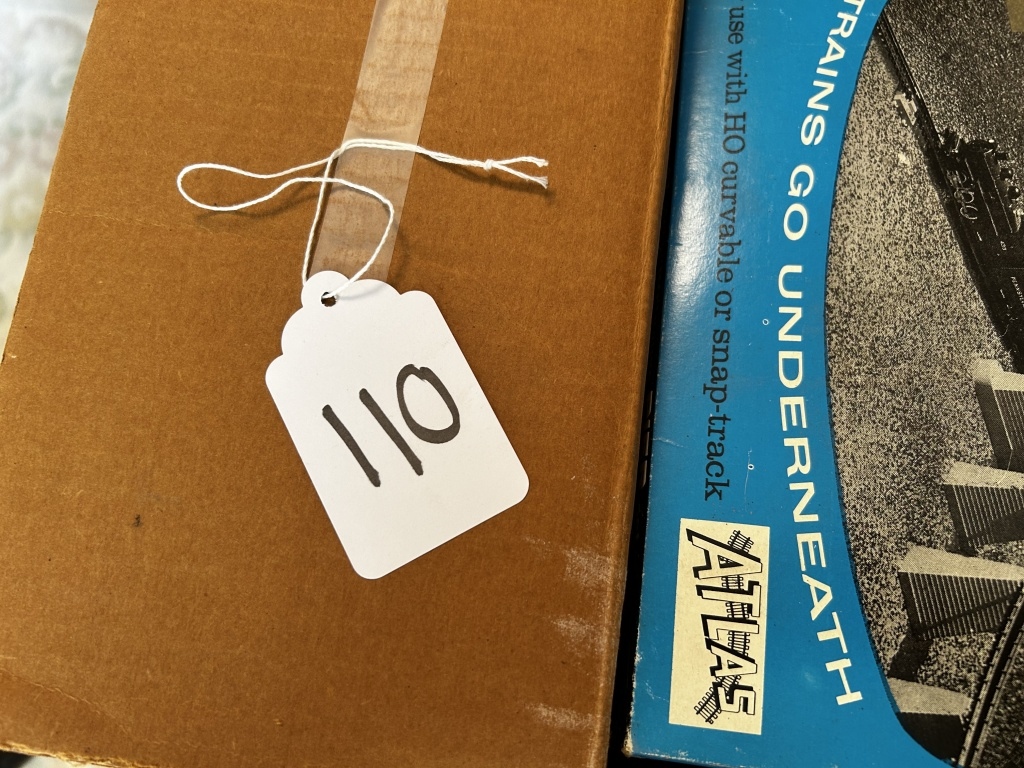 110
TRAINS GO UNDERNEATH
use with HO curvable or snap-track
ATLAS